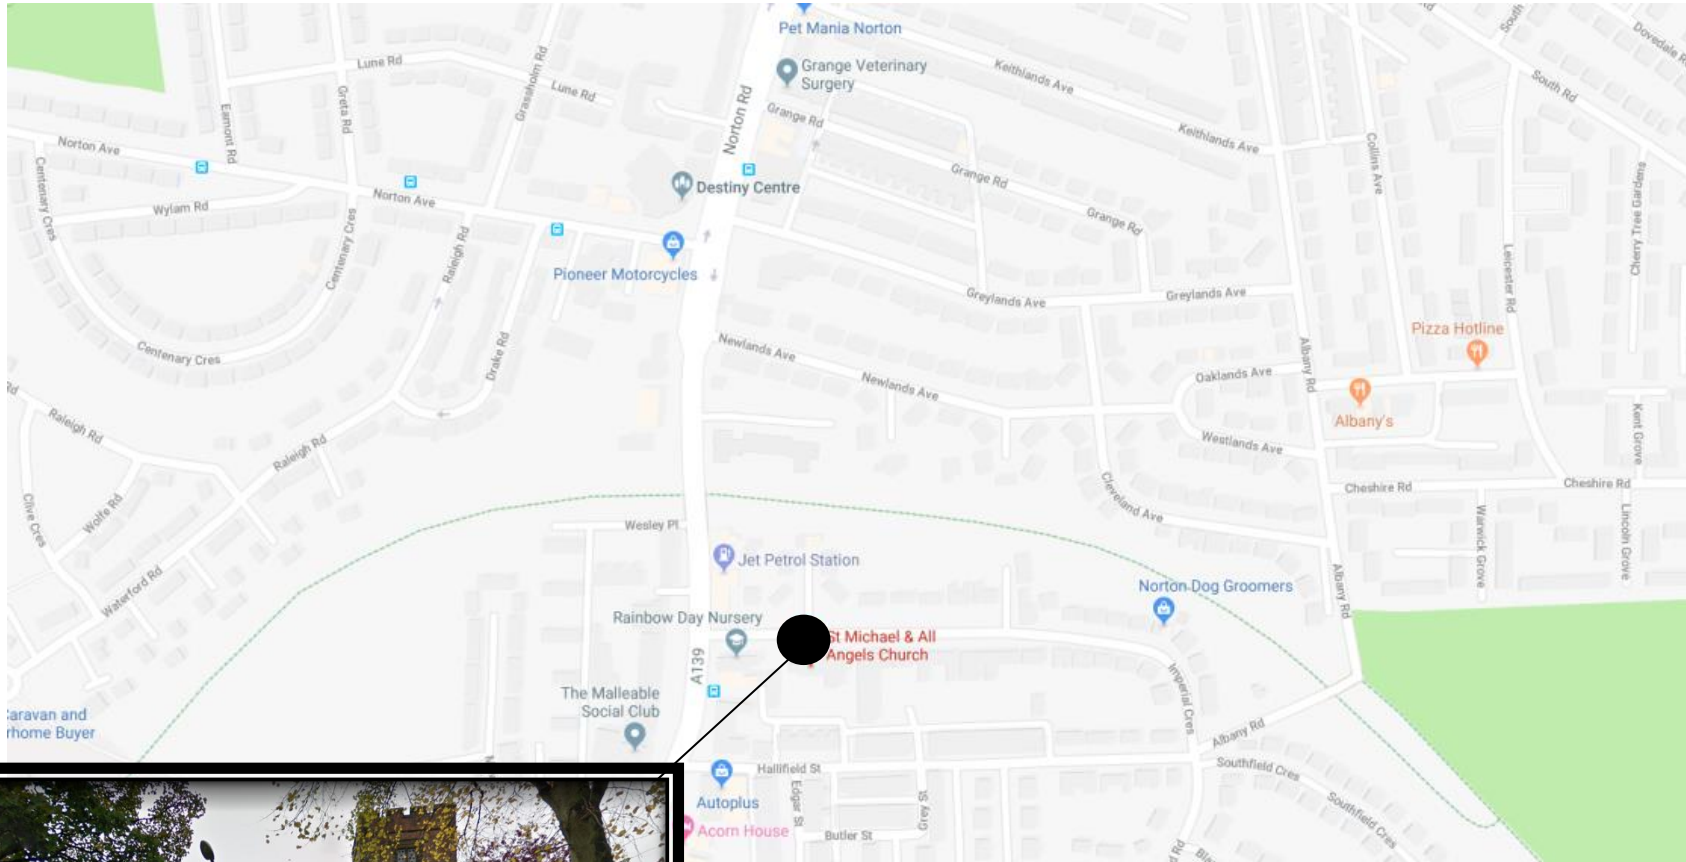 Pet Mania Norton
Grange Veterinary
Surgery
Keithlands Ave
Keithlands Ave
South Rd
Lune Rd
Lune Rd
Grassholm Rd
Greta Rd
Eamont Rd
Norton Rd
Grange Rd
Grange Rd
Grange Rd
Collins Ave
Cherry Tree Gardens
Leicester Rd
Norton Ave
Norton Ave
Wylam Rd
Centenary Cres
Centenary Cres
Centenary Cres
Destiny Centre
Pioneer Motorcycles
Raleigh Rd
Drake Rd
Greylands Ave
Greylands Ave
Newlands Ave
Newlands Ave
Oaklands Ave
Westlands Ave
Albany Rd
Pizza Hotline
Albany's
Kent Grove
Raleigh Rd
Raleigh Rd
Clive Cres
Wolfe Rd
Waterford Rd
Cleveland Ave
Cheshire Rd
Cheshire Rd
Warwick Grove
Lincoln Grove
Wesley Pl
Jet Petrol Station
Norton Dog Groomers
Albany Rd
Rainbow Day Nursery
St Michael & All
Angels Church
A139
The Malleable
Social Club
Imperial Cres
Albany Rd
Caravan and
Hallifield St
Southfield Cres
Southfield Cres
Autoplus
Edgar St
Grey St
Acorn House
Butler St